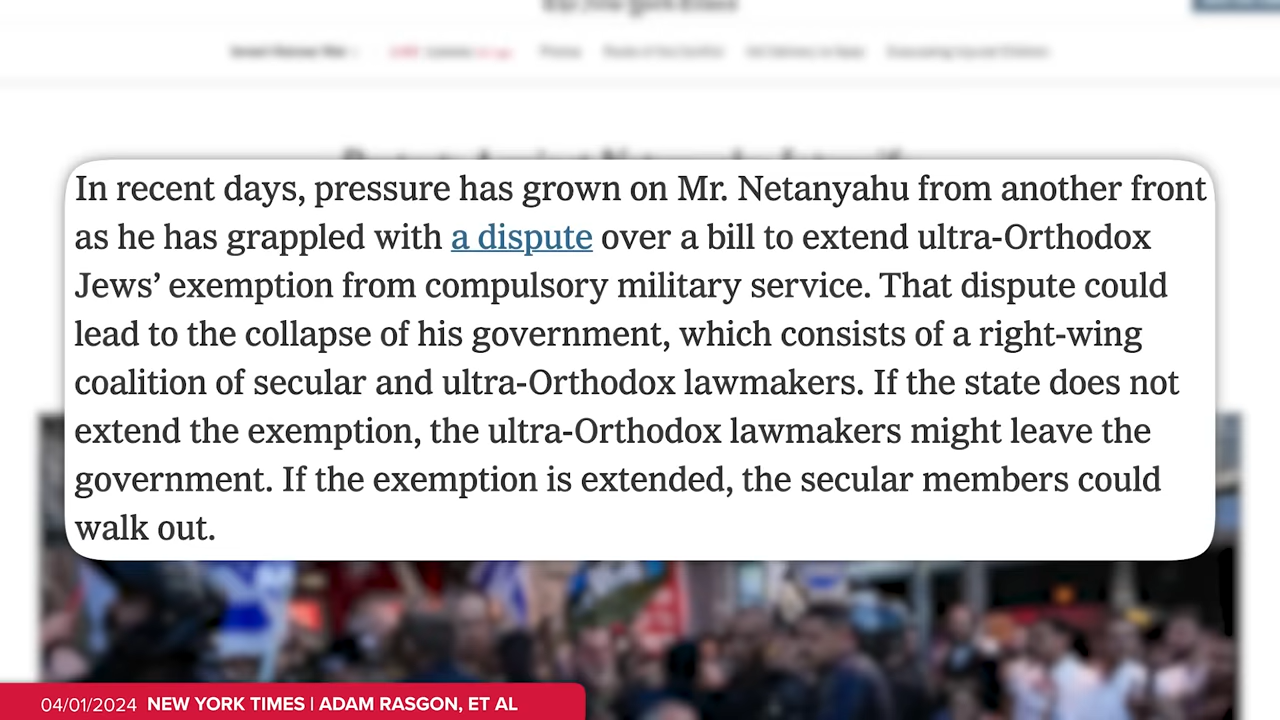 In recent days, pressure has grown on Mr. Netanyahu from another front
as he has grappled with a dispute over a bill to extend ultra-Orthodox
Jews’ exemption from compulsory military service. That dispute could
lead to the collapse of his government, which consists of a right-wing
coalition of secular and ultra-Orthodox lawmakers. If the state does not
extend the exemption, the ultra-Orthodox lawmakers might leave the
government. If the exemption is extended, the secular members could
walk out.
04/01/2024 NEW YORK TIMES | ADAM RASGON, ET AL